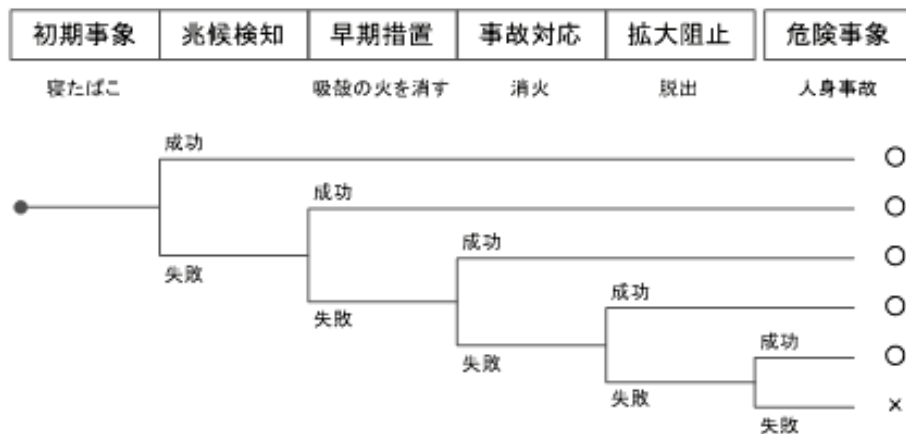 初期事象 兆候検知 早期措置 事故対応 拡大阻止 危険事象
寝たばこ 吸殻の火を消す 消火 脱出 人身事故
成功
成功
成功
失敗
成功
失敗
成功
失敗
失敗
失敗